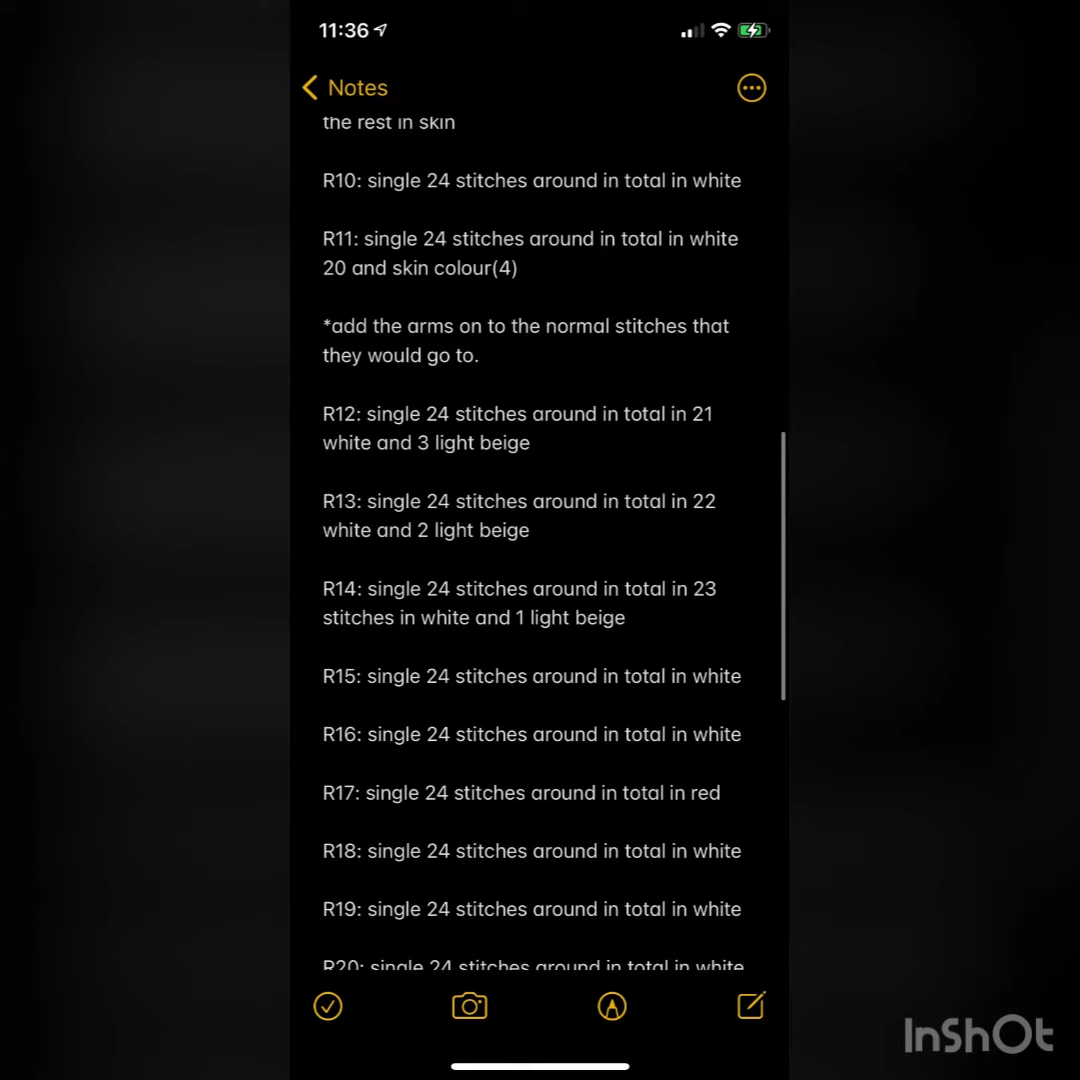 11:36
Notes
the rest in skin
R10: single 24 stitches around in total in white
R11: single 24 stitches around in total in white
20 and skin colour(4)
*add the arms on to the normal stitches that
they would go to.
R12: single 24 stitches around in total in 21
white and 3 light beige
R13: single 24 stitches around in total in 22
white and 2 light beige
R14: single 24 stitches around in total in 23
stitches in white and 1 light beige
R15: single 24 stitches around in total in white
R16: single 24 stitches around in total in white
R17: single 24 stitches around in total in red
R18: single 24 stitches around in total in white
R19: single 24 stitches around in total in white
R20: single 24 stitches around in total in white
InShOt